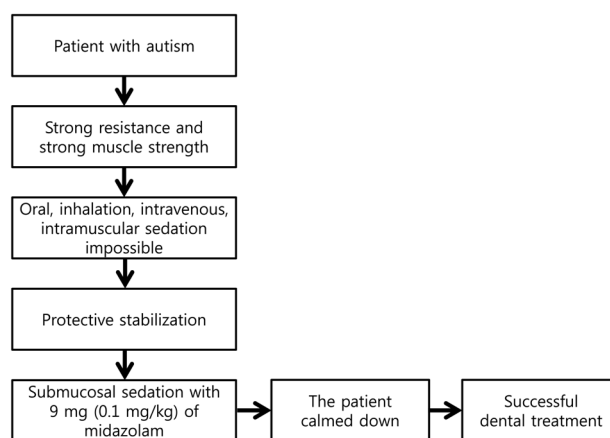 Patient with autism
Strong resistance and
strong muscle strength
Oral, inhalation, intravenous,
intramuscular sedation
impossible
Protective stabilization
Submucosal sedation with
9 mg (0.1 mg/kg) of
midazolam
The patient
calmed down
Successful
dental treatment